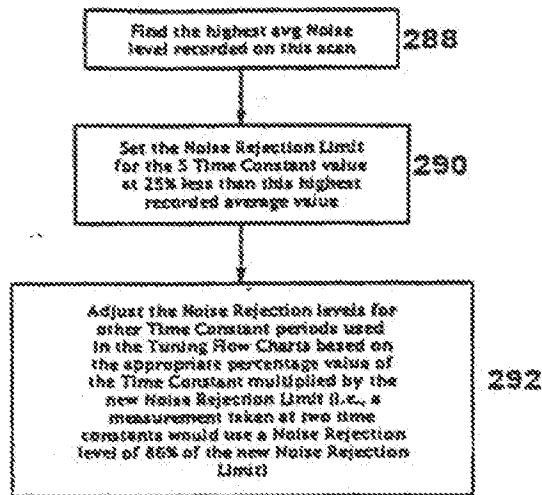 Find the highest avg Noise
level recorded on this scan
288
Set the Noise Rejection Limit
for the 5 Time Constant value
at 25% less than this highest
recorded average value
290
Adjust the Noise Rejection levels for
other Time Constant periods used
in the Tuning Flow Charts based on
the appropriate percentage value of
the Time Constant multiplied by the
new Noise Rejection Limit (i.e., a
measurement taken at two time
constants would use a Noise Rejection
level of 86% of the new Noise Rejection
Limit)
292